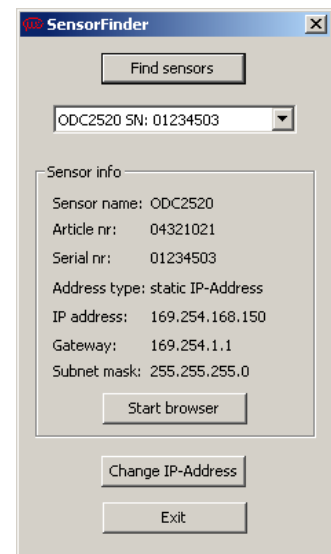 SensorFinder
Find sensors
ODC2520 SN: 01234503
Sensor info
Sensor name: ODC2520
Article nr: 04321021
Serial nr: 01234503
Address type: static IP-Address
IP address: 169.254.168.150
Gateway: 169.254.1.1
Subnet mask: 255.255.255.0
Start browser
Change IP-Address
Exit